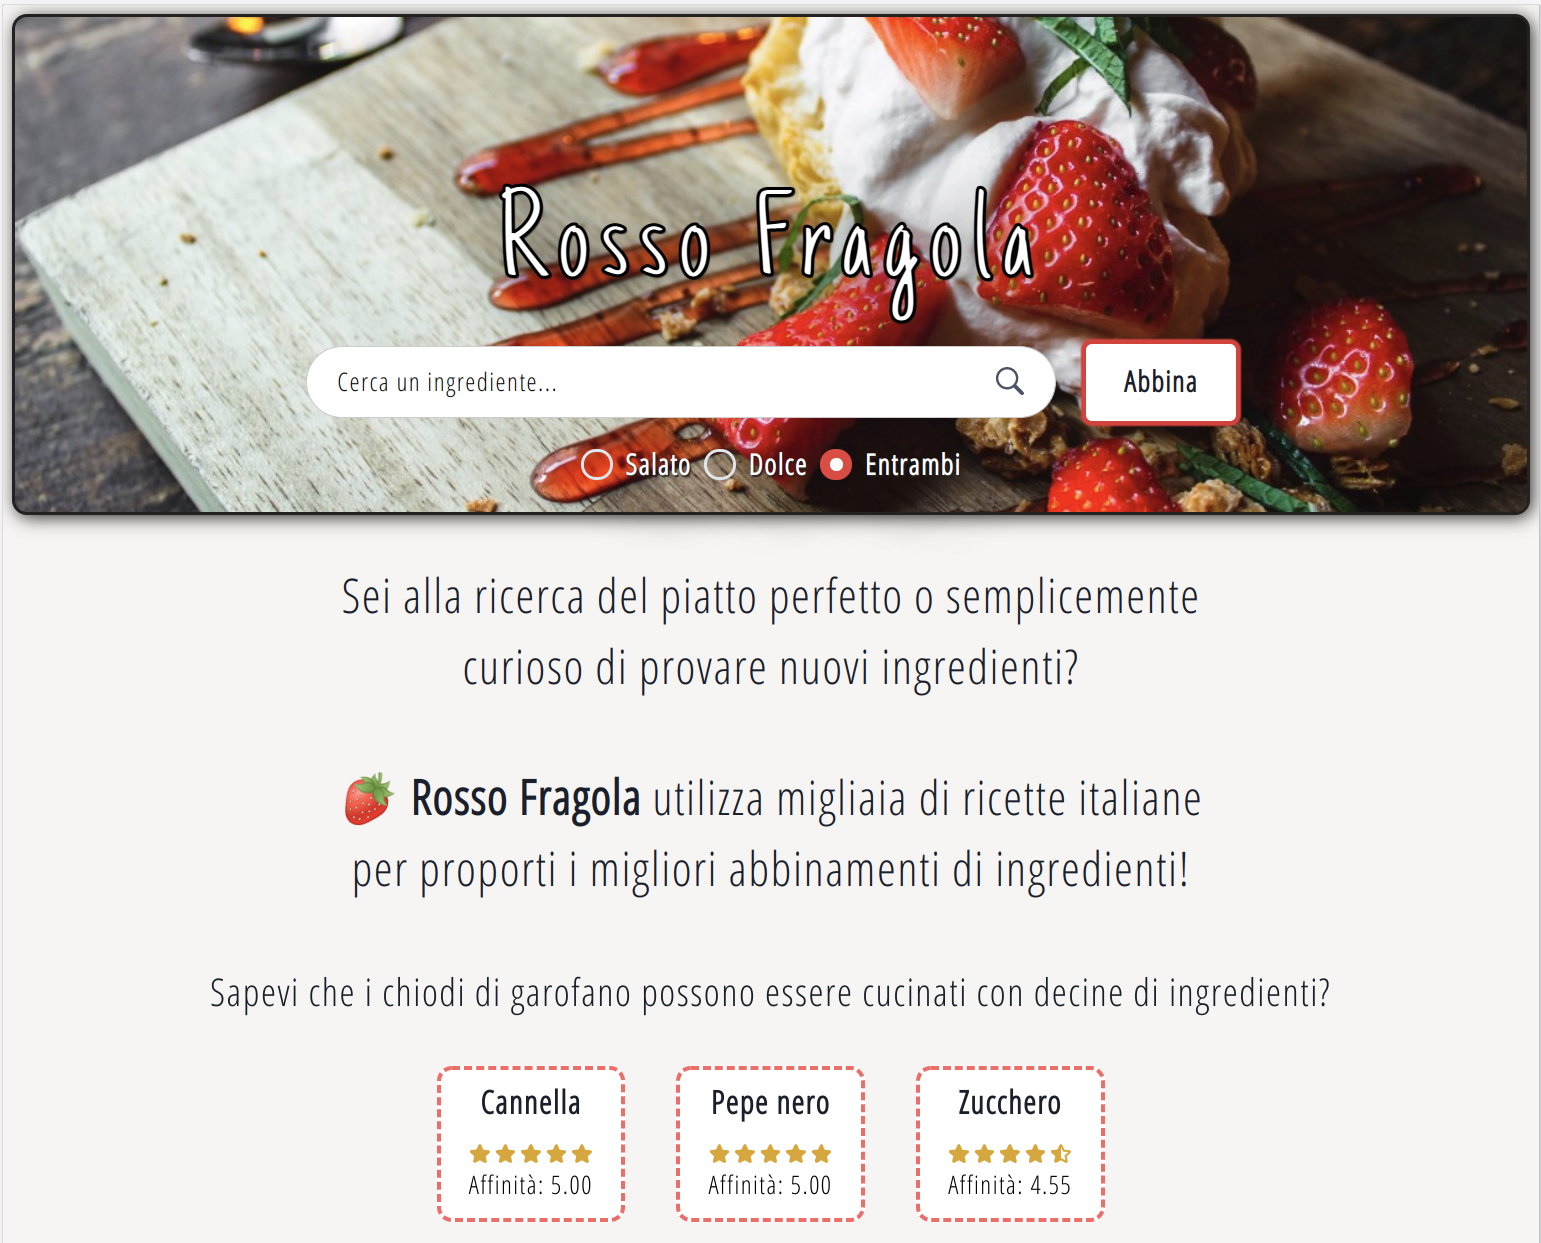 Rosso Fragola
Cerca un ingrediente...
Abbina
Salato Dolce Entrambi
Sei alla ricerca del piatto perfetto o semplicemente
curioso di provare nuovi ingredienti?
Rosso Fragola utilizza migliaia di ricette italiane
per proporti i migliori abbinamenti di ingredienti!
Sapevi che i chiodi di garofano possono essere cucinati con decine di ingredienti?
Cannella
Affinità: 5.00
Pepe nero
Affinità: 5.00
Zucchero
Affinità: 4.55